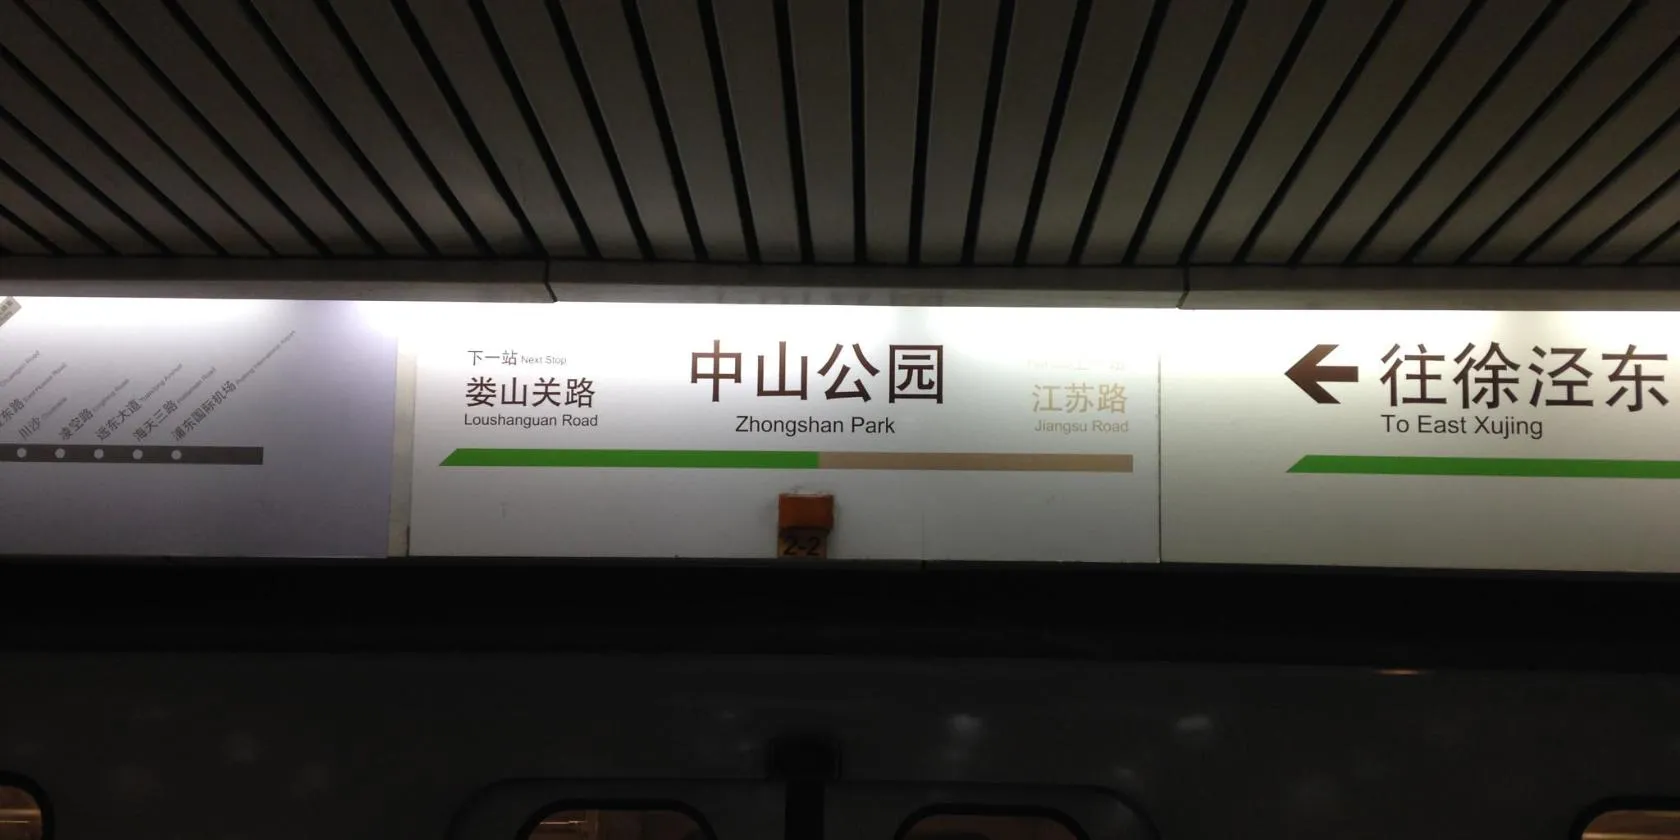 川沙
凌空路
远东大道
海天三路
浦东国际机场
下一站 Next Stop
娄山关路
Loushanguan Road
中山公园
Zhongshan Park
江苏路
Jiangsu Road
往徐泾东
To East Xujing
2-2